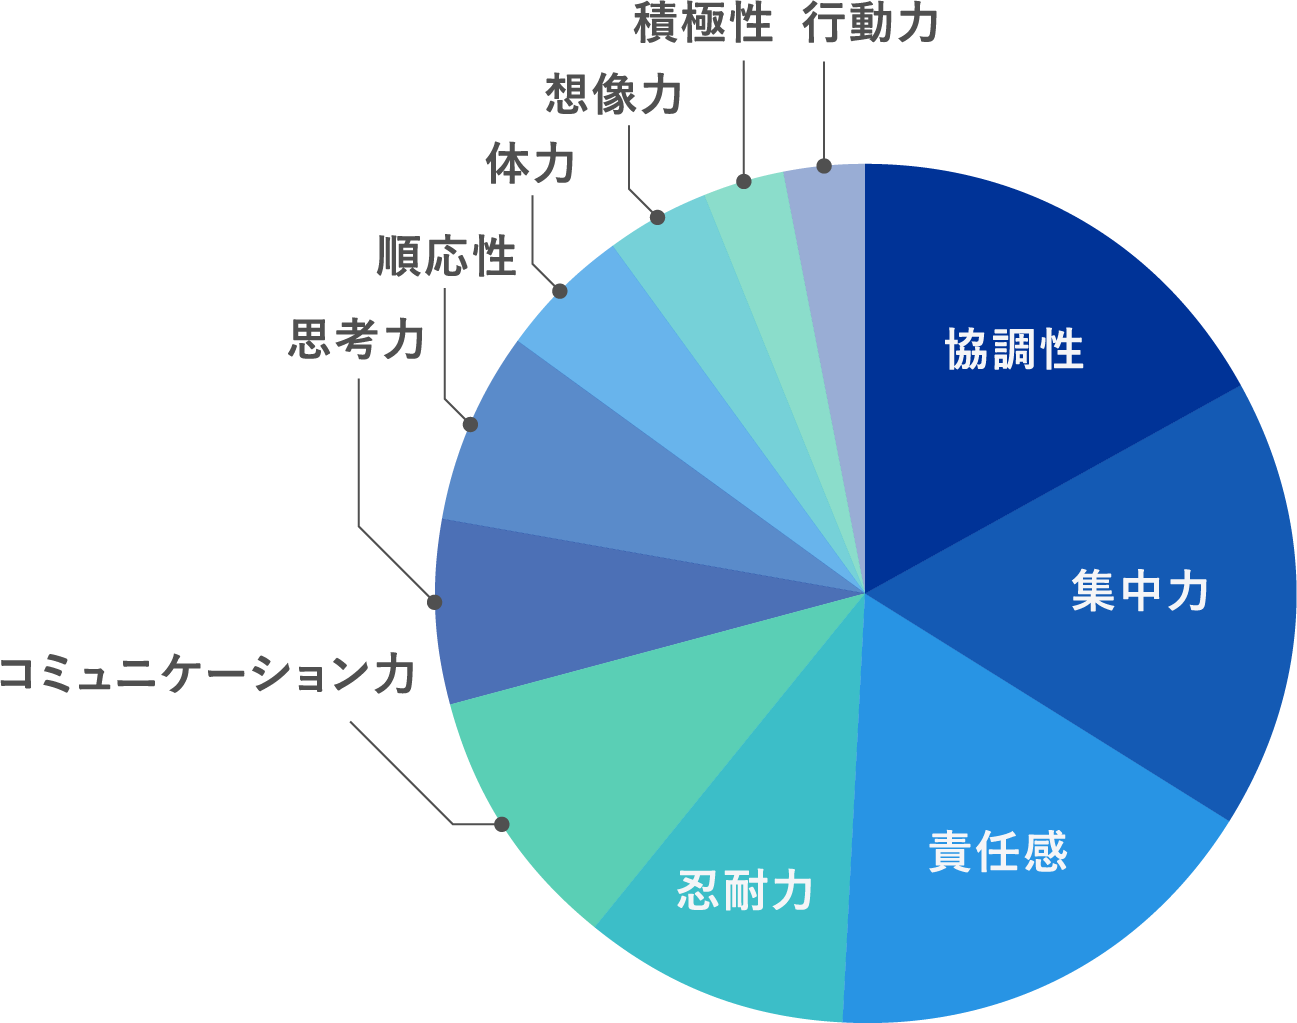 積極性
行動力
想像力
体力
順応性
思考力
協調性
集中力
コミュニケーション力
責任感
忍耐力